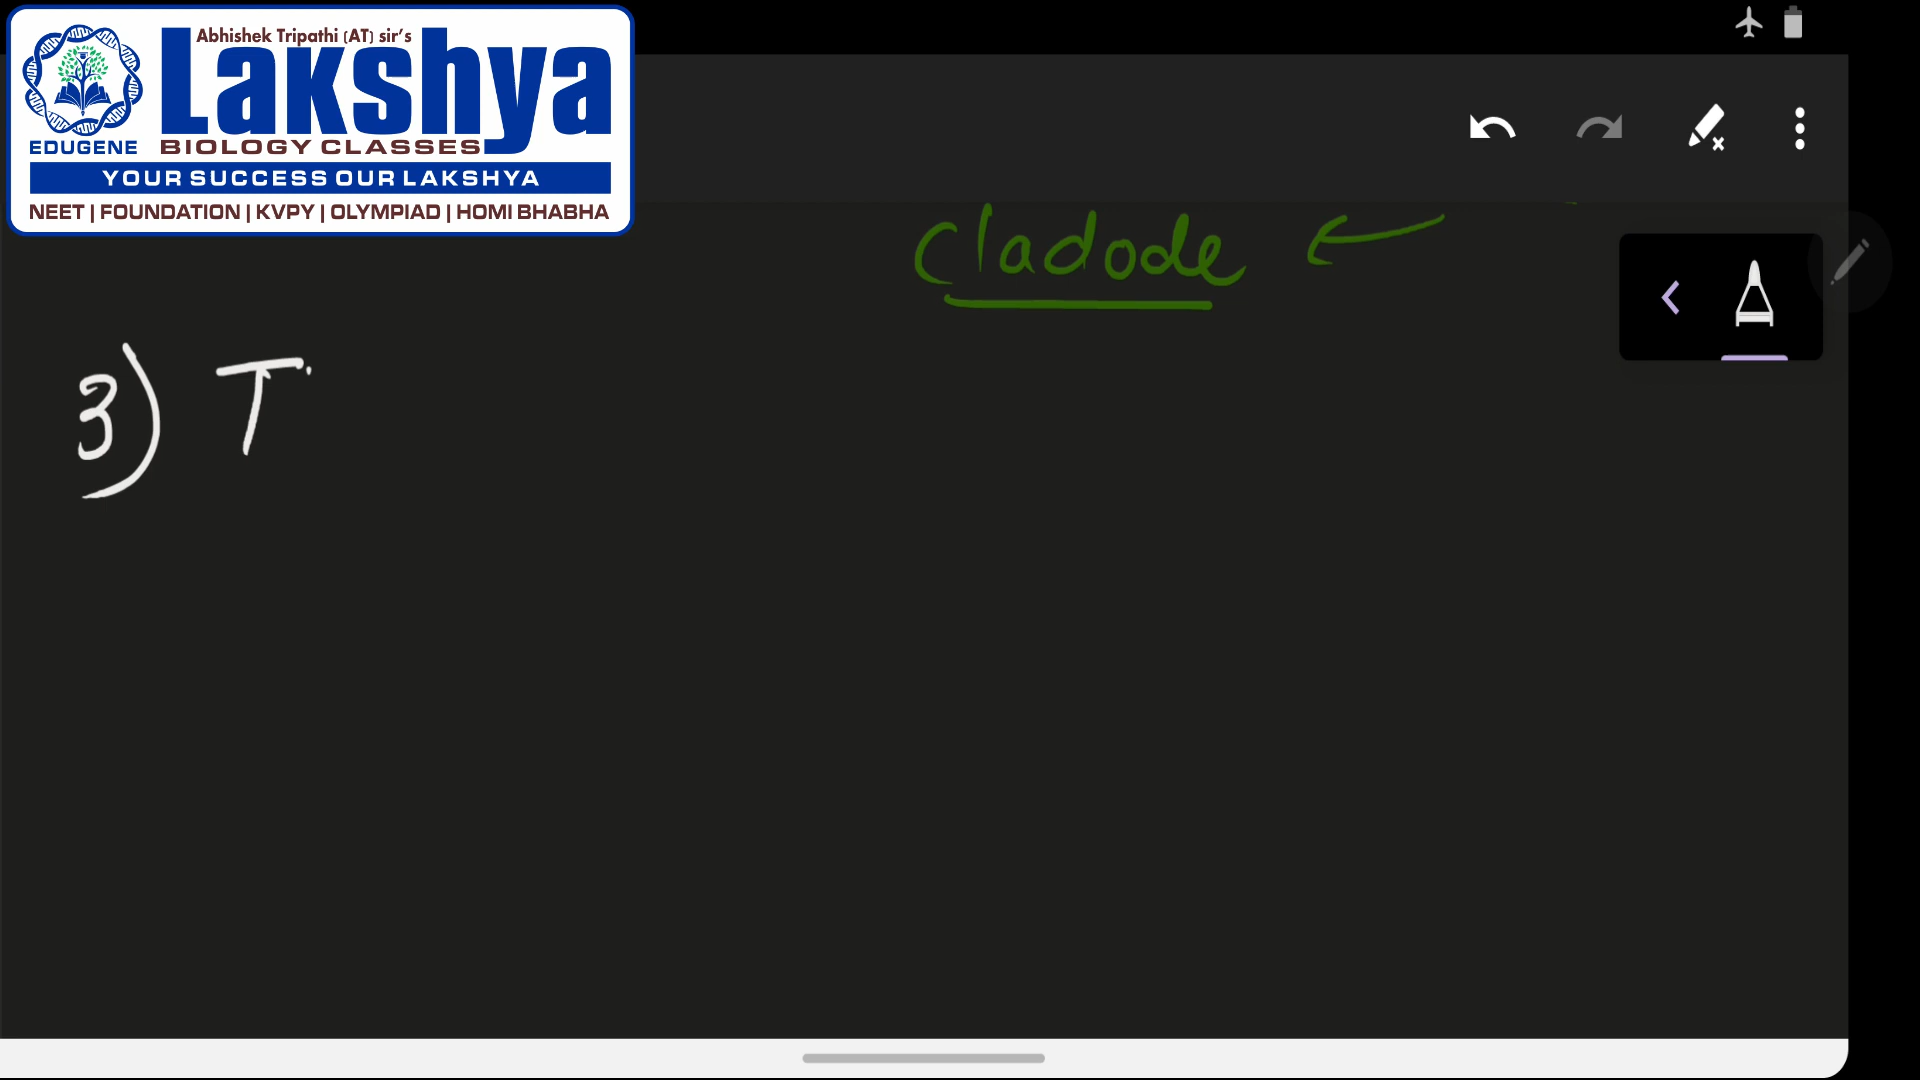 Abhishek Tripathi (AT) sir's
Lakshya
EDUGENE BIOLOGY CLASSES
YOUR SUCCESS OUR LAKSHYA
NEET | FOUNDATION | KVPY | OLYMPIAD | HOMI BHABHA
Cladode
3) T